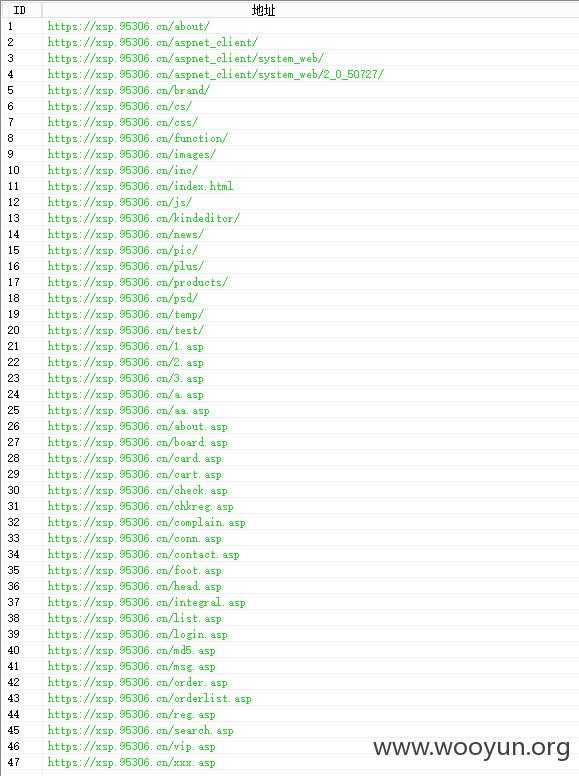 ID 地址
1 https://xsp.95306.cn/about/
2 https://xsp.95306.cn/aspnet_client/
3 https://xsp.95306.cn/aspnet_client/system_web/
4 https://xsp.95306.cn/aspnet_client/system_web/2_0_50727/
5 https://xsp.95306.cn/brand/
6 https://xsp.95306.cn/cs/
7 https://xsp.95306.cn/css/
8 https://xsp.95306.cn/function/
9 https://xsp.95306.cn/images/
10 https://xsp.95306.cn/inc/
11 https://xsp.95306.cn/index.html
12 https://xsp.95306.cn/js/
13 https://xsp.95306.cn/kindeditor/
14 https://xsp.95306.cn/news/
15 https://xsp.95306.cn/pic/
16 https://xsp.95306.cn/plus/
17 https://xsp.95306.cn/products/
18 https://xsp.95306.cn/psd/
19 https://xsp.95306.cn/temp/
20 https://xsp.95306.cn/test/
21 https://xsp.95306.cn/1.asp
22 https://xsp.95306.cn/2.asp
23 https://xsp.95306.cn/3.asp
24 https://xsp.95306.cn/a.asp
25 https://xsp.95306.cn/aa.asp
26 https://xsp.95306.cn/about.asp
27 https://xsp.95306.cn/board.asp
28 https://xsp.95306.cn/card.asp
29 https://xsp.95306.cn/cart.asp
30 https://xsp.95306.cn/check.asp
31 https://xsp.95306.cn/chkreg.asp
32 https://xsp.95306.cn/complain.asp
33 https://xsp.95306.cn/conn.asp
34 https://xsp.95306.cn/contact.asp
35 https://xsp.95306.cn/foot.asp
36 https://xsp.95306.cn/head.asp
37 https://xsp.95306.cn/integral.asp
38 https://xsp.95306.cn/list.asp
39 https://xsp.95306.cn/login.asp
40 https://xsp.95306.cn/md5.asp
41 https://xsp.95306.cn/msg.asp
42 https://xsp.95306.cn/order.asp
43 https://xsp.95306.cn/orderlist.asp
44 https://xsp.95306.cn/reg.asp
45 https://xsp.95306.cn/search.asp
46 https://xsp.95306.cn/vip.asp
47 https://xsp.95306.cn/xxx.asp
www.wooyun.org